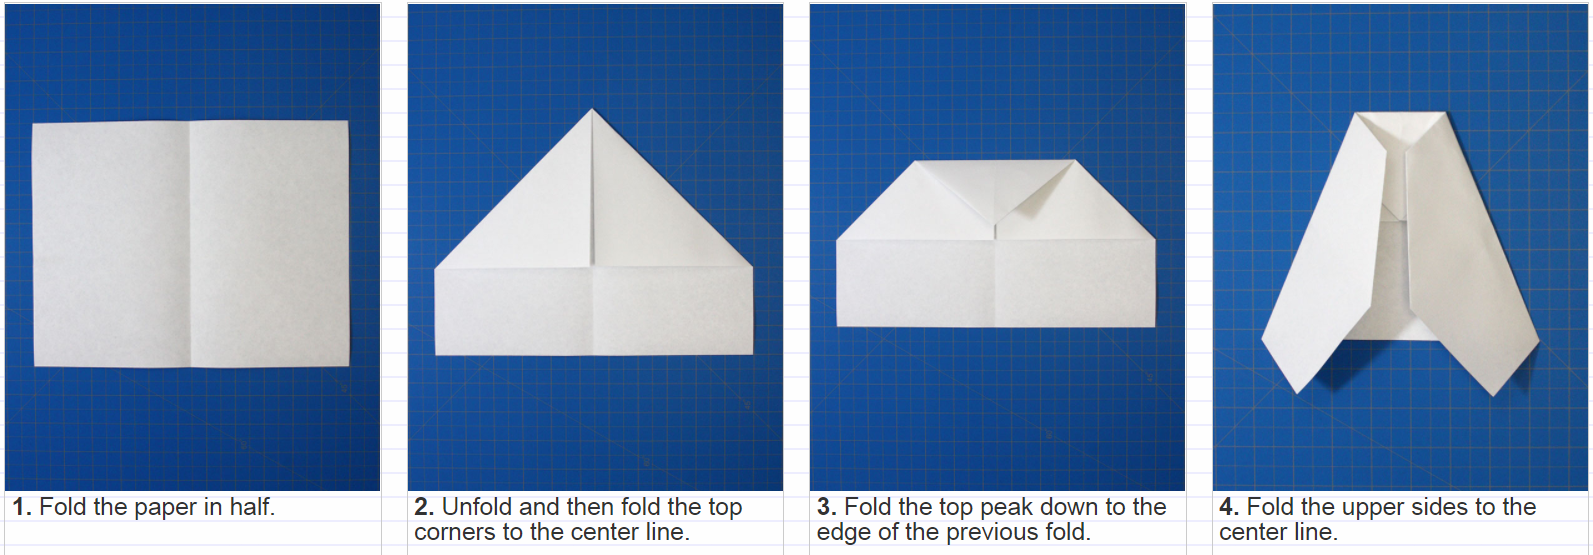 1. Fold the paper in half.
2. Unfold and then fold the top
corners to the center line.
3. Fold the top peak down to the
edge of the previous fold.
4. Fold the upper sides to the
center line.